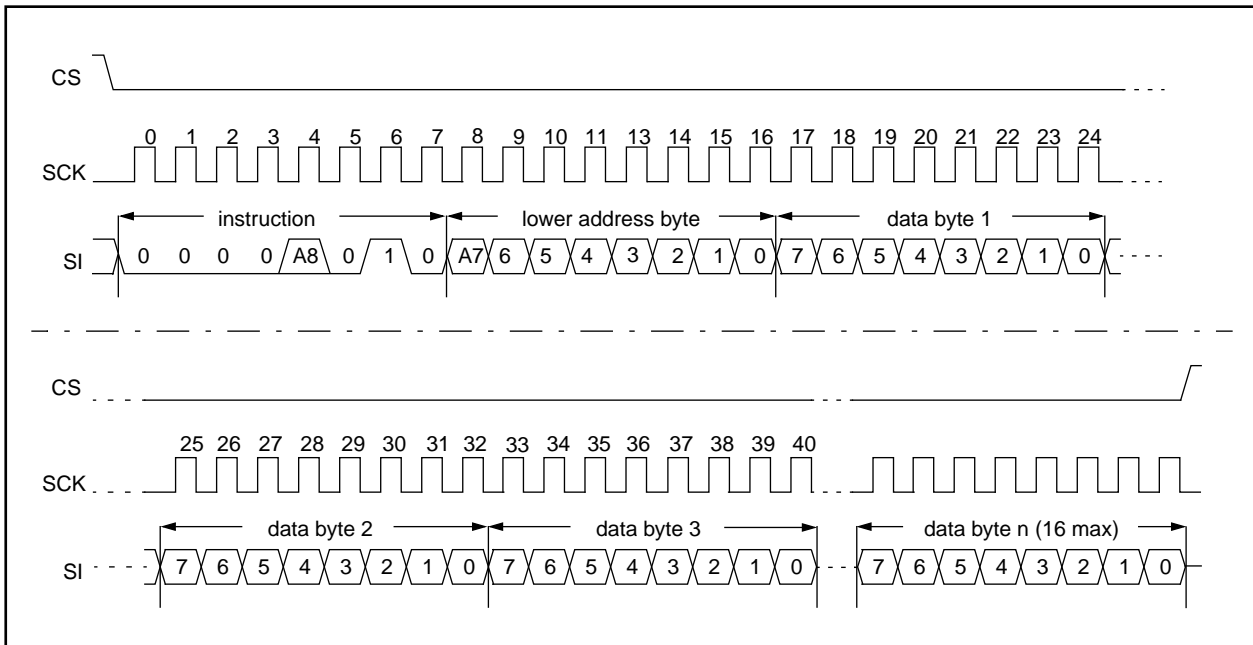 CS
0 1 2 3 4 5 6 7 8 9 10 11 13 14 15 16 17 18 19 20 21 22 23 24
SCK
instruction lower address byte data byte 1
SI 0 0 0 0 A8 0 1 0 A7 6 5 4 3 2 1 0 7 6 5 4 3 2 1 0
CS
25 26 27 28 29 30 31 32 33 34 35 36 37 38 39 40
SCK
data byte 2 data byte 3 data byte n (16 max)
SI 7 6 5 4 3 2 1 0 7 6 5 4 3 2 1 0 7 6 5 4 3 2 1 0